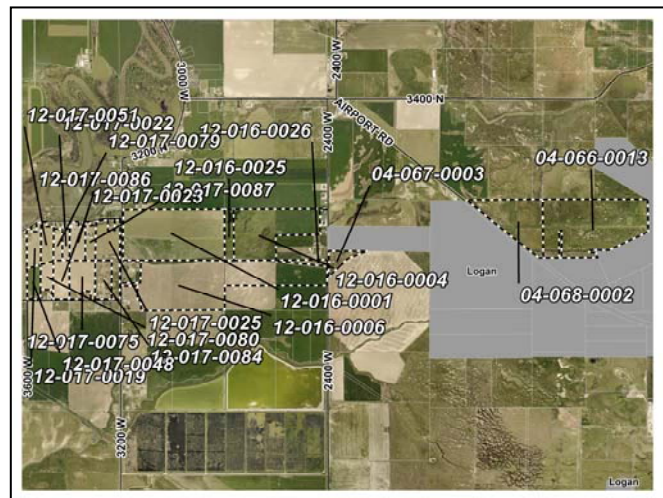 2400 W
3000 W
3400 N
AIRPORT RD
12-017-0051
12-017-0022
12-016-0026
2400 W
12-017-0079
3200 N
12-016-0025
04-067-0003
04-066-0013
12-017-0086
12-017-0087
12-017-0023
Logan
12-016-0004
04-068-0002
12-016-0001
12-017-0025
12-016-0006
12-017-0075
12-017-0080
12-017-0048
12-017-0084
12-017-0019
3600 W
2400 W
3200 W
Logan